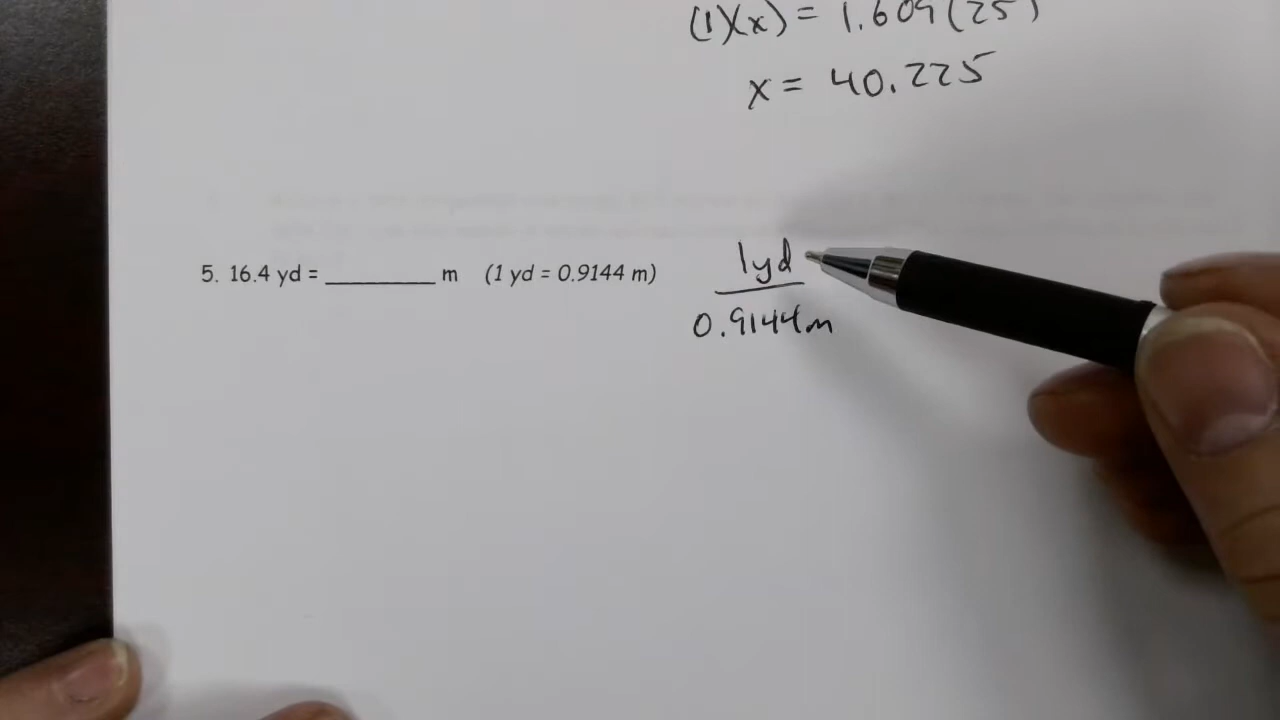 (1)(x) = 1.609(25)
x = 40.225
5. 16.4 yd = ________ m (1 yd = 0.9144 m)
1yd
0.9144m